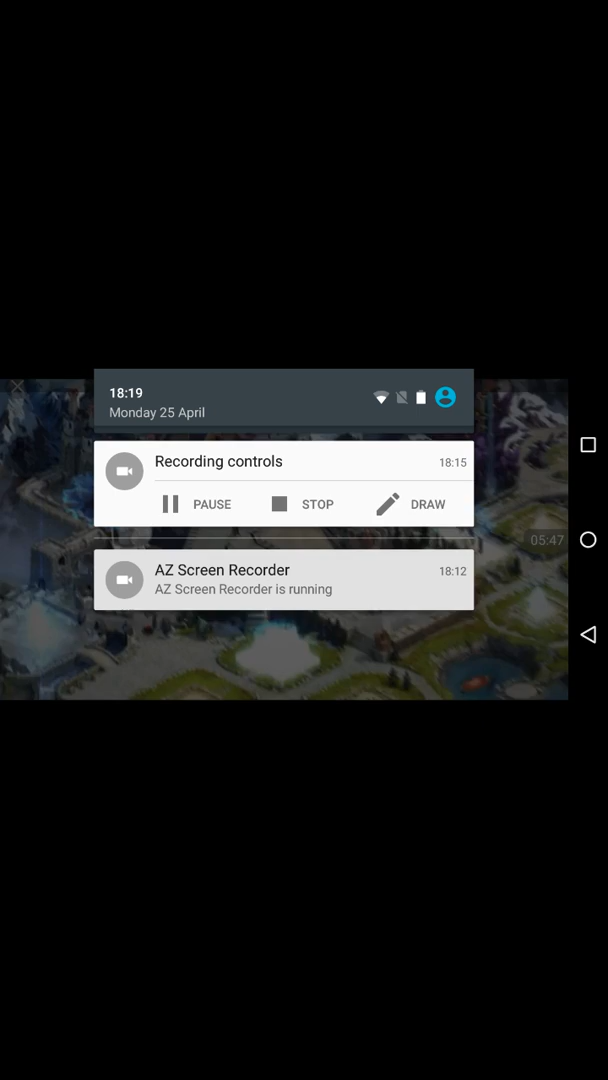 18:19
Monday 25 April
Recording controls 18:15
PAUSE STOP DRAW
05:47
AZ Screen Recorder 18:12
AZ Screen Recorder is running